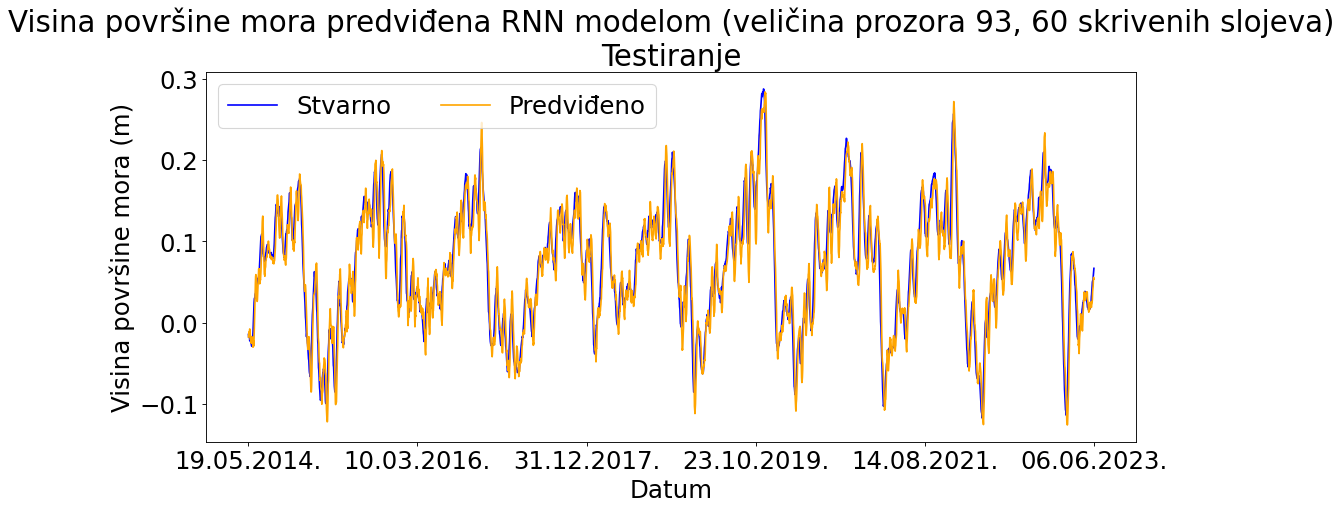 Visina površine mora predviđena RNN modelom (veličina prozora 93, 60 skrivenih slojeva)
Testiranje
Stvarno
Predviđeno
Visina površine mora (m)
0.3
0.2
0.1
0.0
−0.1
19.05.2014.
10.03.2016.
31.12.2017.
23.10.2019.
14.08.2021.
06.06.2023.
Datum